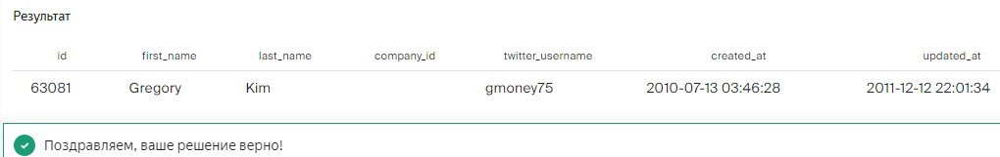 Результат
id first_name last_name company_id twitter_username created_at updated_at
63081 Gregory Kim gmoney75 2010-07-13 03:46:28 2011-12-12 22:01:34
Поздравляем, ваше решение верно!